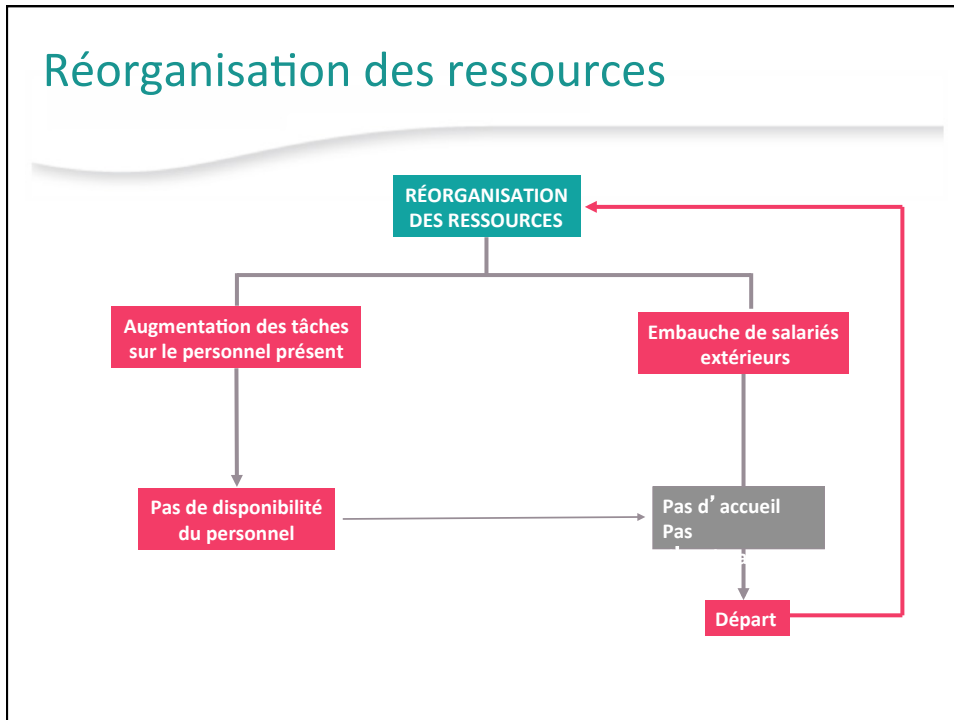 Réorganisation des ressources
RÉORGANISATION
DES RESSOURCES
Augmentation des tâches
sur le personnel présent
Embauche de salariés
extérieurs
Pas de disponibilité
du personnel
Pas d’ accueil
Pas
Départ